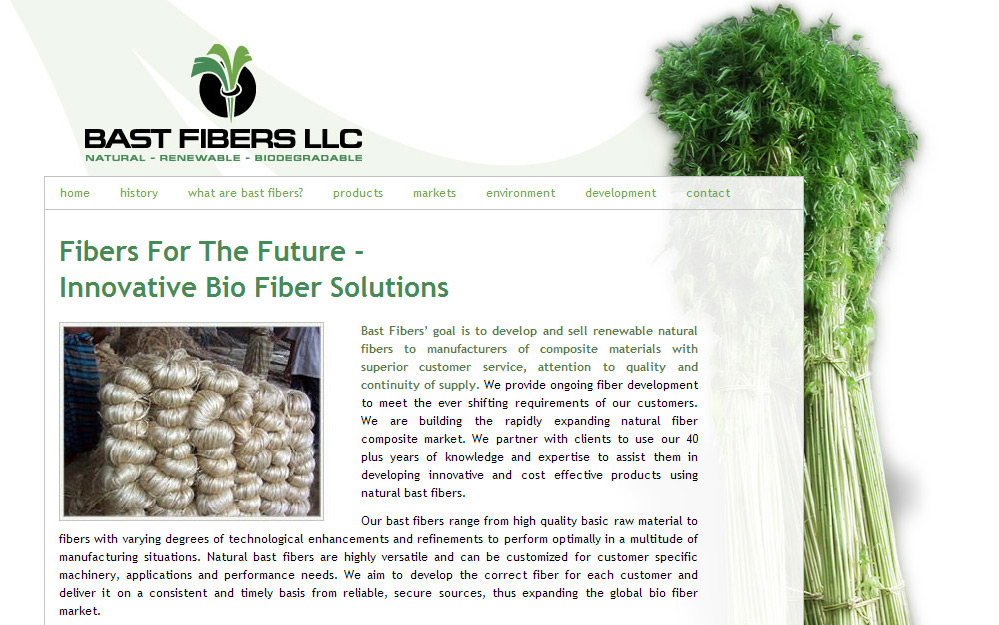 BAST FIBERS LLC
NATURAL - RENEWABLE - BIODEGRADABLE
home history what are bast fibers? products markets environment development contact
Fibers For The Future -
Innovative Bio Fiber Solutions
Bast Fibers' goal is to develop and sell renewable natural
fibers to manufacturers of composite materials with
superior customer service, attention to quality and
continuity of supply. We provide ongoing fiber development
to meet the ever shifting requirements of our customers.
We are building the rapidly expanding natural fiber
composite market. We partner with clients to use our 40
plus years of knowledge and expertise to assist them in
developing innovative and cost effective products using
natural bast fibers.
Our bast fibers range from high quality basic raw material to
fibers with varying degrees of technological enhancements and refinements to perform optimally in a multitude of
manufacturing situations. Natural bast fibers are highly versatile and can be customized for customer specific
machinery, applications and performance needs. We aim to develop the correct fiber for each customer and
deliver it on a consistent and timely basis from reliable, secure sources, thus expanding the global bio fiber
market.